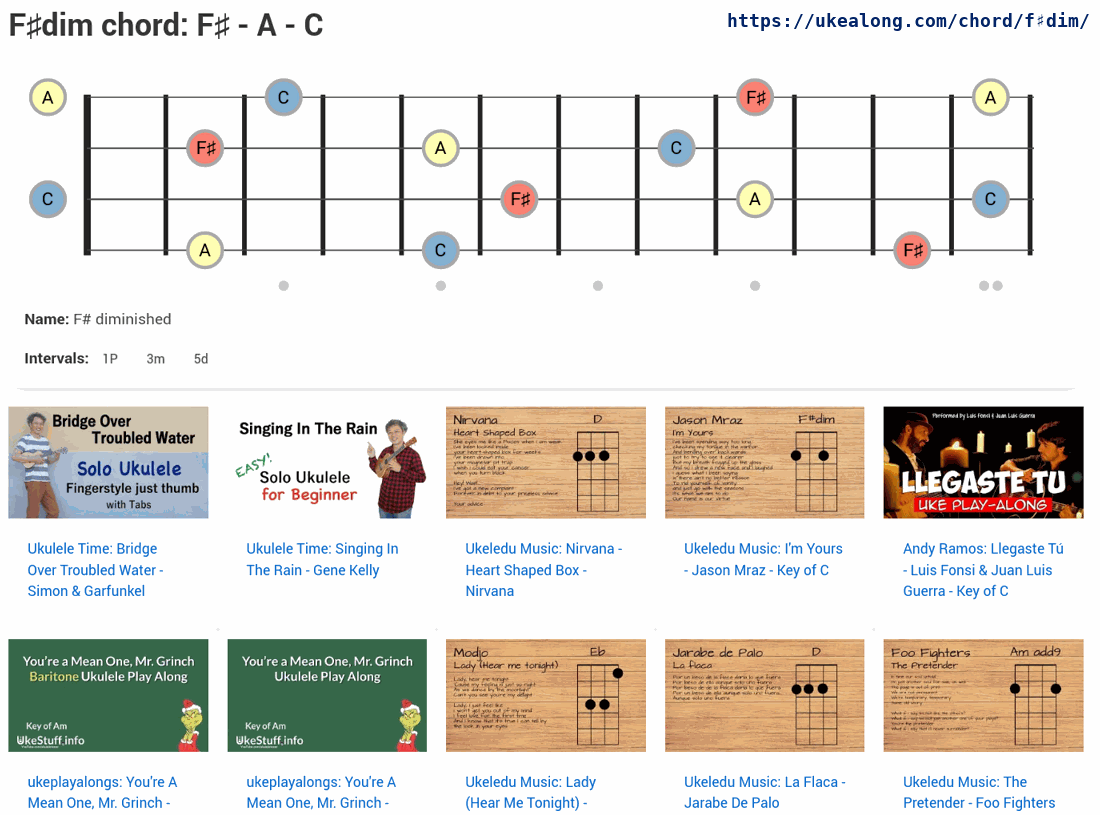 F♯dim chord: F♯ - A - C
https://ukealong.com/chord/f♯dim/
A
C
F♯
A
F♯
A
C
C
F♯
A
C
A
C
F♯
Name: F# diminished
Intervals: 1P 3m 5d
Bridge Over
Troubled Water
Solo Ukulele
Fingerstyle just thumb
with Tabs
Ukulele Time: Bridge
Over Troubled Water -
Simon & Garfunkel
Singing In The Rain
EASY!
Solo Ukulele
for Beginner
Ukulele Time: Singing In
The Rain - Gene Kelly
Nirvana
D
Heart Shaped Box
Ukeledu Music: Nirvana -
Heart Shaped Box -
Nirvana
Jason Mraz
F#dim
I'm Yours
Ukeledu Music: I'm Yours
- Jason Mraz - Key of C
Performed by Luis Fonsi & Juan Luis Guerra
LLEGASTE TU
UKE PLAY-ALONG
Andy Ramos: Llegaste Tú
- Luis Fonsi & Juan Luis
Guerra - Key of C
You're a Mean One, Mr. Grinch
Baritone Ukulele Play Along
Key of Am
UkeStuff.info
ukeplayalongs: You're A
Mean One, Mr. Grinch -
You're a Mean One, Mr. Grinch
Ukulele Play Along
Key of Am
UkeStuff.info
ukeplayalongs: You're A
Mean One, Mr. Grinch -
Modjo
Eb
Lady (Hear me tonight)
Ukeledu Music: Lady
(Hear Me Tonight) -
Jarabe de Palo
D
La flaca
Ukeledu Music: La Flaca -
Jarabe De Palo
Foo Fighters
Am add9
The Pretender
Ukeledu Music: The
Pretender - Foo Fighters